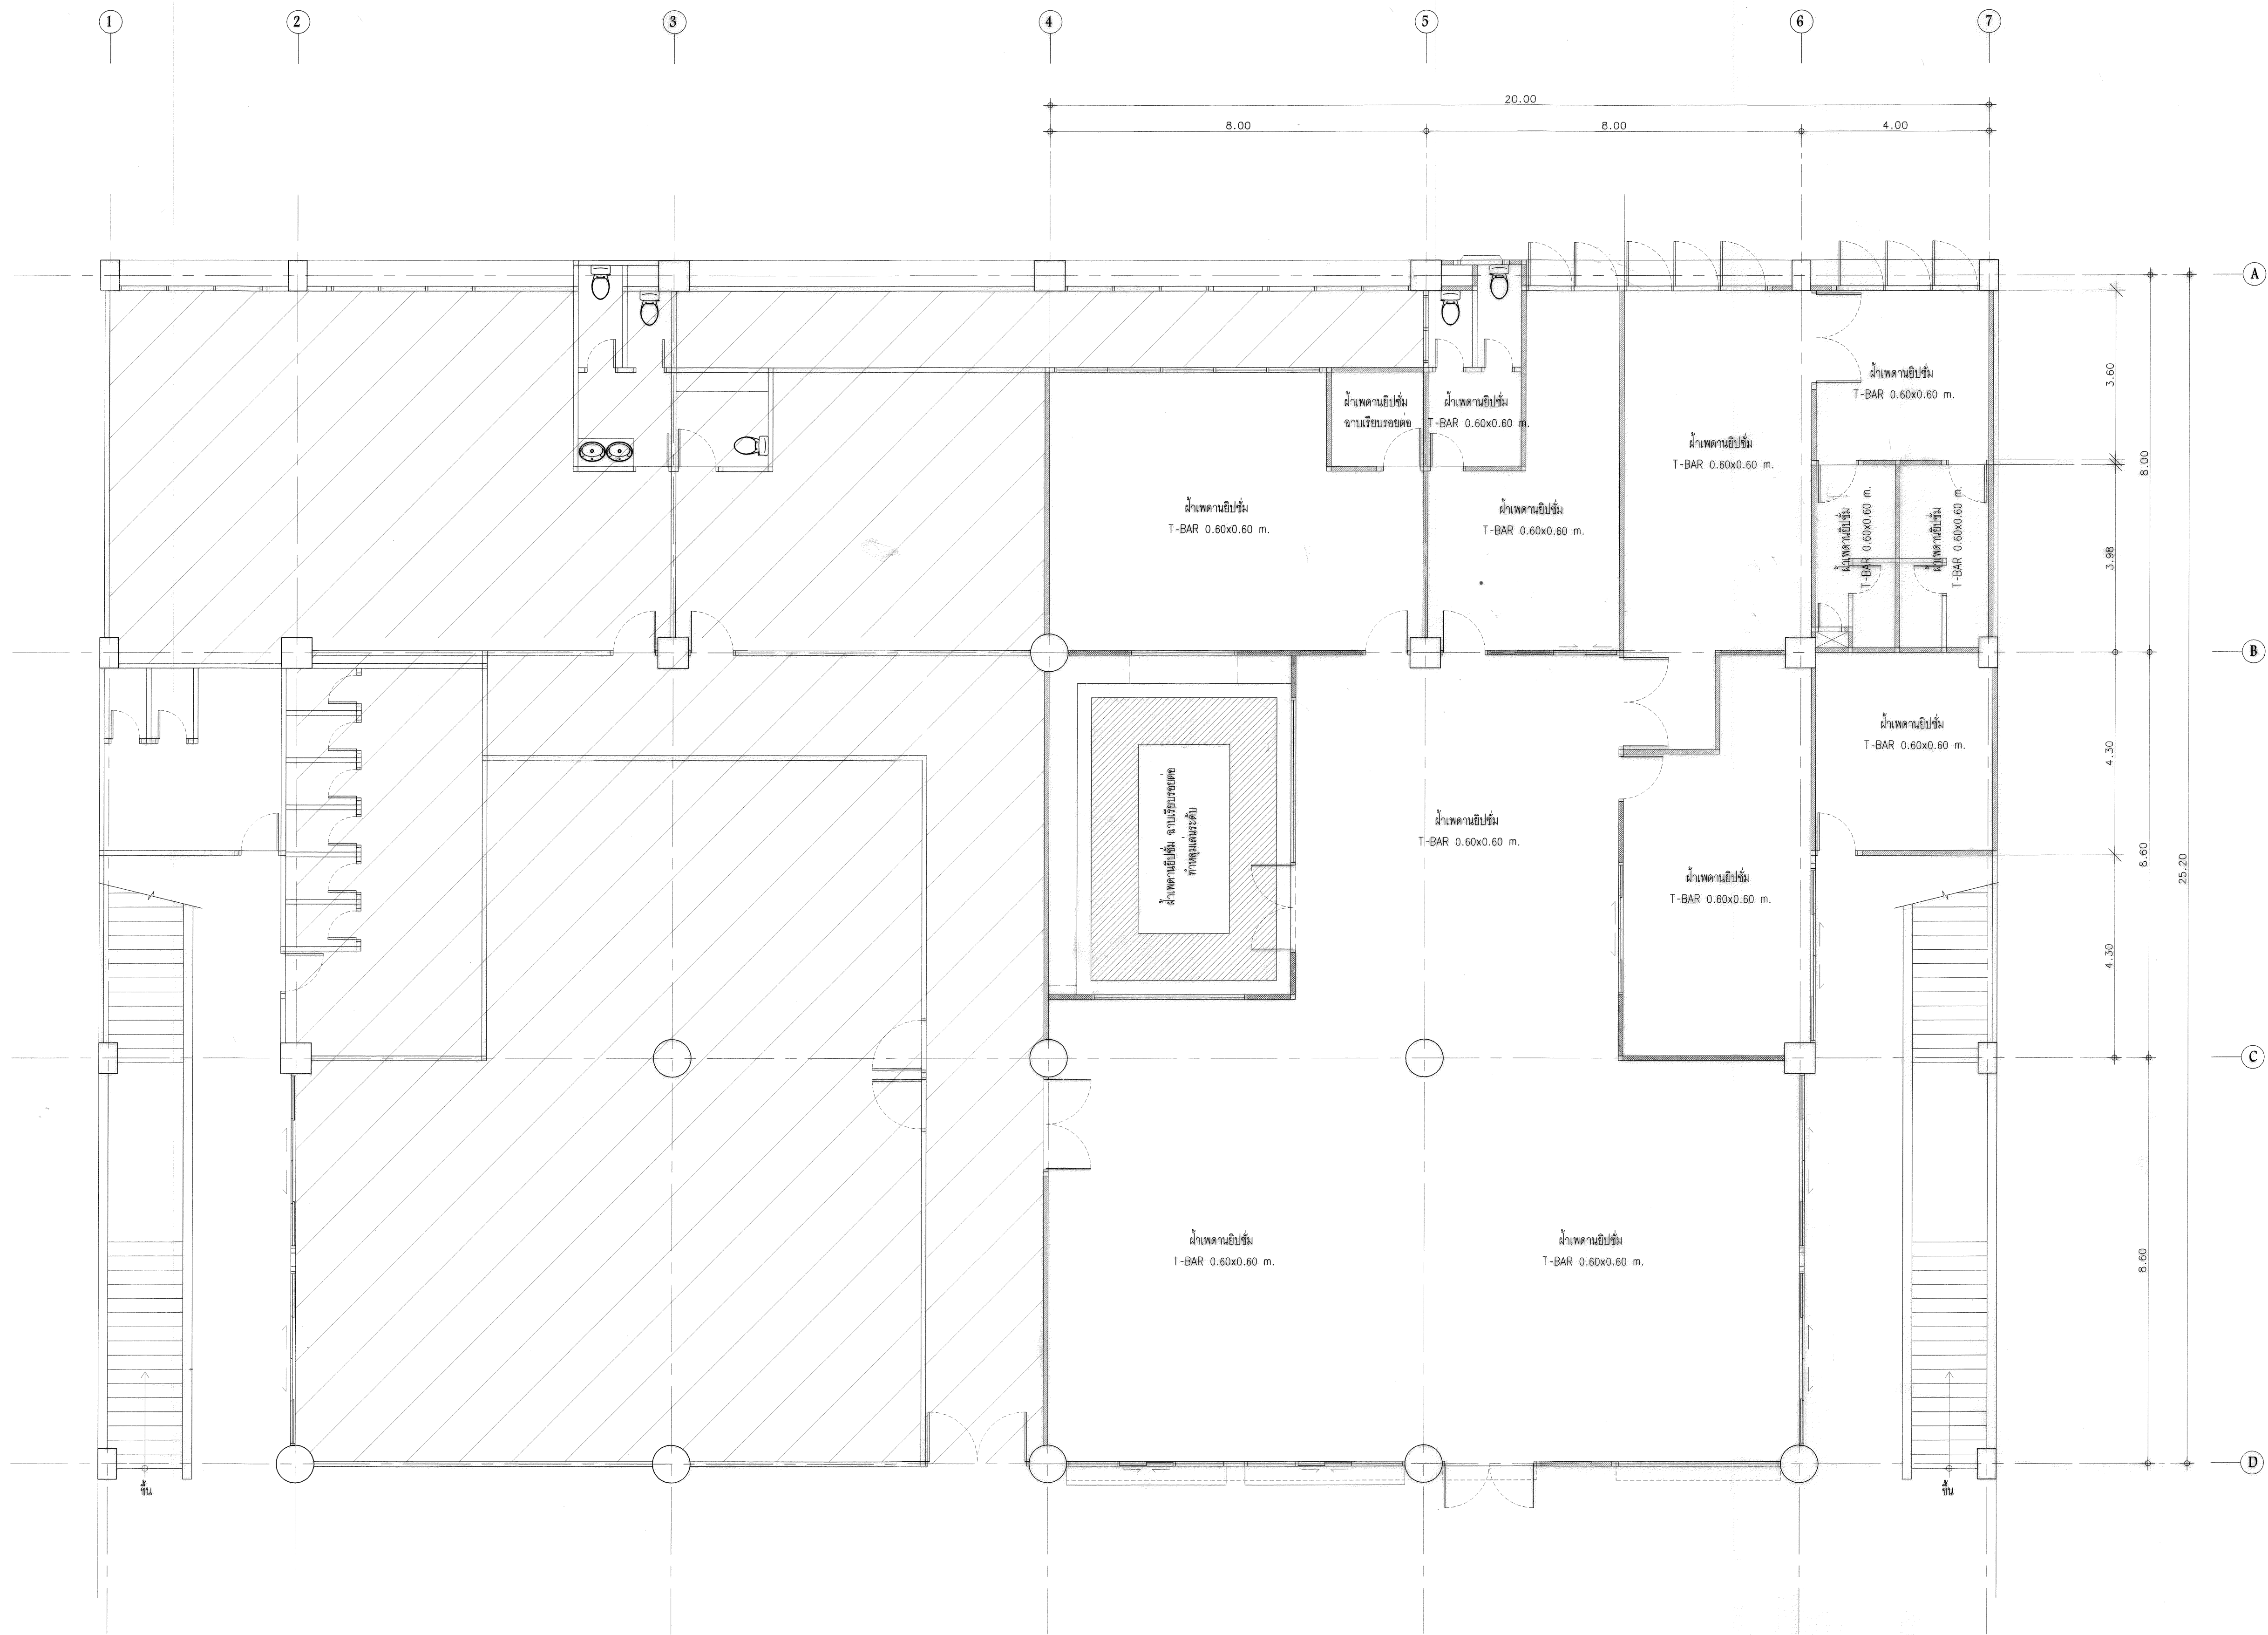 1
2
3
4
5
6
7
20.00
8.00
8.00
4.00
A
ฝ้าเพดานยิปซั่ม
T-BAR 0.60x0.60 m.
3.60
ฝ้าเพดานยิปซั่ม
ฉาบเรียบรอยต่อ
ฝ้าเพดานยิปซั่ม
T-BAR 0.60x0.60 m.
ฝ้าเพดานยิปซั่ม
T-BAR 0.60x0.60 m.
8.00
ฝ้าเพดานยิปซั่ม
T-BAR 0.60x0.60 m.
ฝ้าเพดานยิปซั่ม
T-BAR 0.60x0.60 m.
ฝ้าเพดานยิปซั่ม
T-BAR 0.60x0.60 m.
ฝ้าเพดานยิปซั่ม
T-BAR 0.60x0.60 m.
3.98
B
ฝ้าเพดานยิปซั่ม
T-BAR 0.60x0.60 m.
4.30
ฝ้าเพดานยิปซั่ม ฉาบเรียบรอยต่อ
ทำหลุมเล่นระดับ
ฝ้าเพดานยิปซั่ม
T-BAR 0.60x0.60 m.
8.60
25.20
ฝ้าเพดานยิปซั่ม
T-BAR 0.60x0.60 m.
4.30
C
ฝ้าเพดานยิปซั่ม
T-BAR 0.60x0.60 m.
ฝ้าเพดานยิปซั่ม
T-BAR 0.60x0.60 m.
8.60
D
ขึ้น
ขึ้น